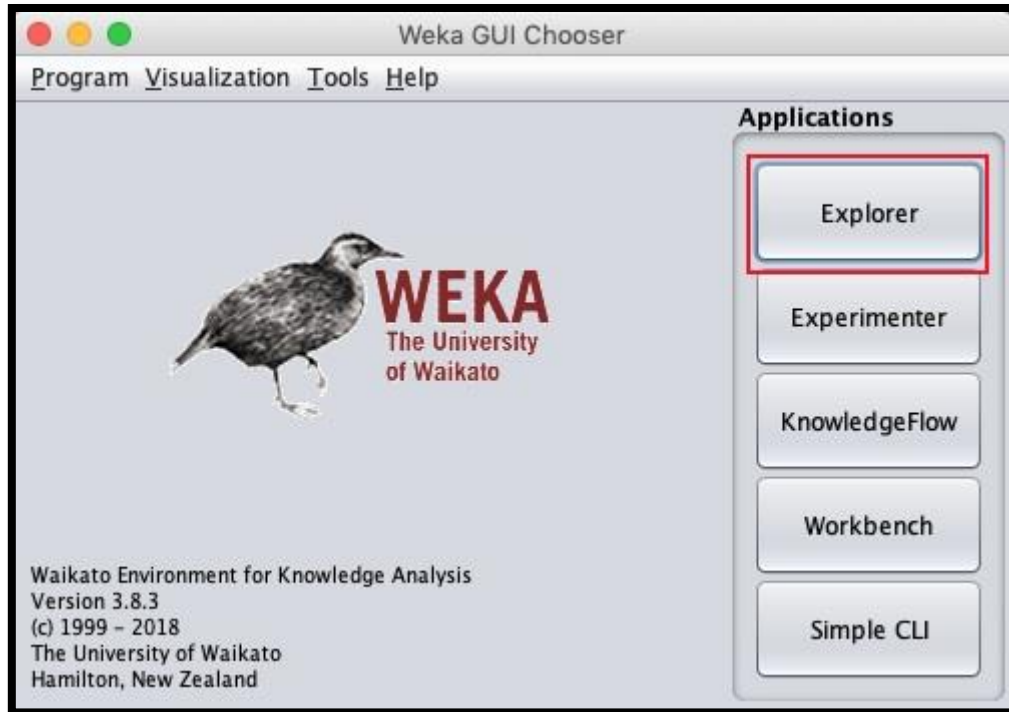 Weka GUI Chooser
Program Visualization Tools Help
Applications
Explorer
Experimenter
KnowledgeFlow
Workbench
Simple CLI
WEKA
The University
of Waikato
Waikato Environment for Knowledge Analysis
Version 3.8.3
(c) 1999 – 2018
The University of Waikato
Hamilton, New Zealand